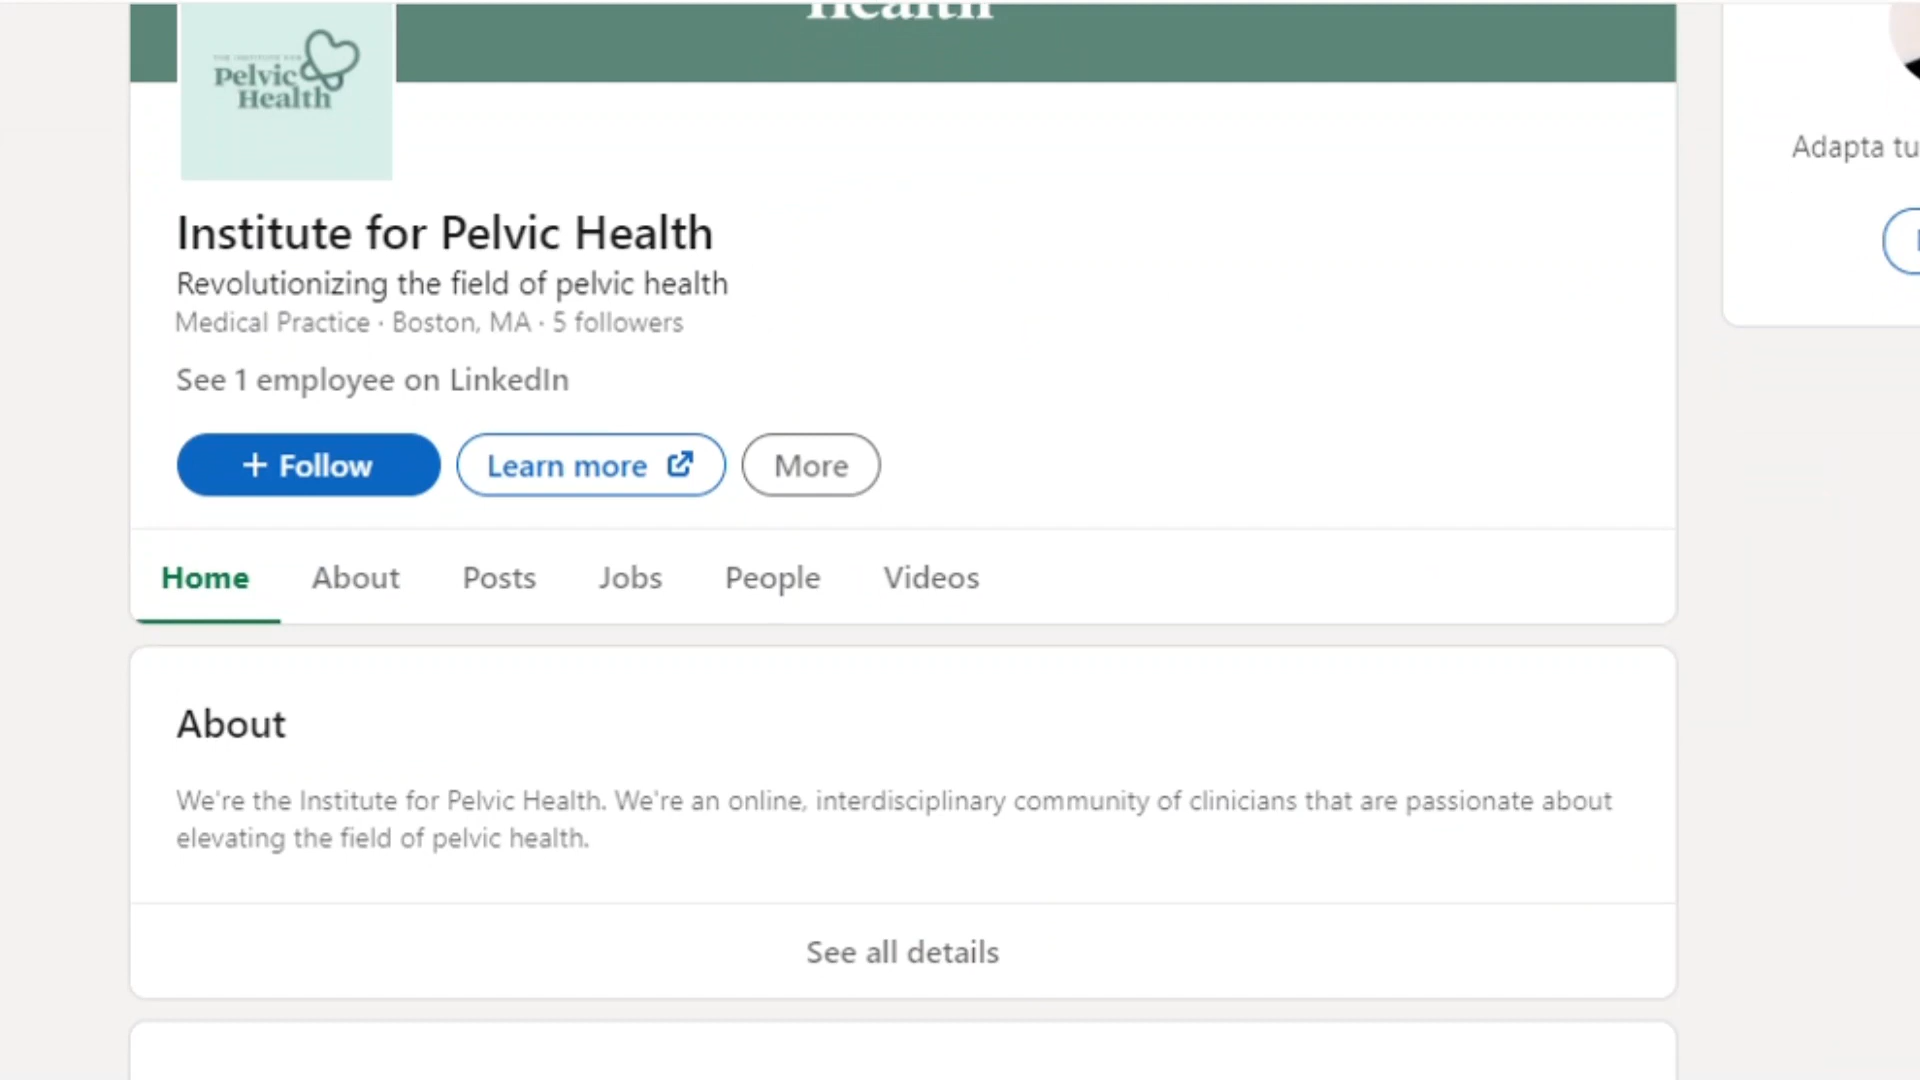 Health
Pelvic
Health
Adapta tu
Institute for Pelvic Health
Revolutionizing the field of pelvic health
Medical Practice · Boston, MA · 5 followers
See 1 employee on LinkedIn
+ Follow
Learn more
More
Home
About
Posts
Jobs
People
Videos
About
We're the Institute for Pelvic Health. We're an online, interdisciplinary community of clinicians that are passionate about
elevating the field of pelvic health.
See all details